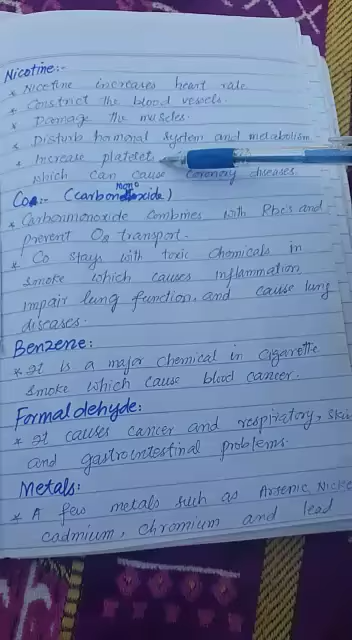 Nicotine:-
* Nicotine increases heart rate
* Constrict the blood vessels.
* Damage the muscles.
* Disturb hormonal system and metabolism
* Increase platelet
which can cause coronary diseases.
Co:- (carbon monoxide)
* Carbonmonoxide combines with Rbc's and
prevent O2 transport.
* Co stays with toxic chemicals in
smoke which causes inflammation,
impair lung function, and cause lung
diseases.
Benzene:
* It is a major chemical in cigarette
smoke which cause blood cancer.
Formaldehyde:
* It causes cancer and respiratory, skin
and gastrointestinal problems.
Metals:
* A few metals such as Arsenic Nicke
cadmium, chromium and lead